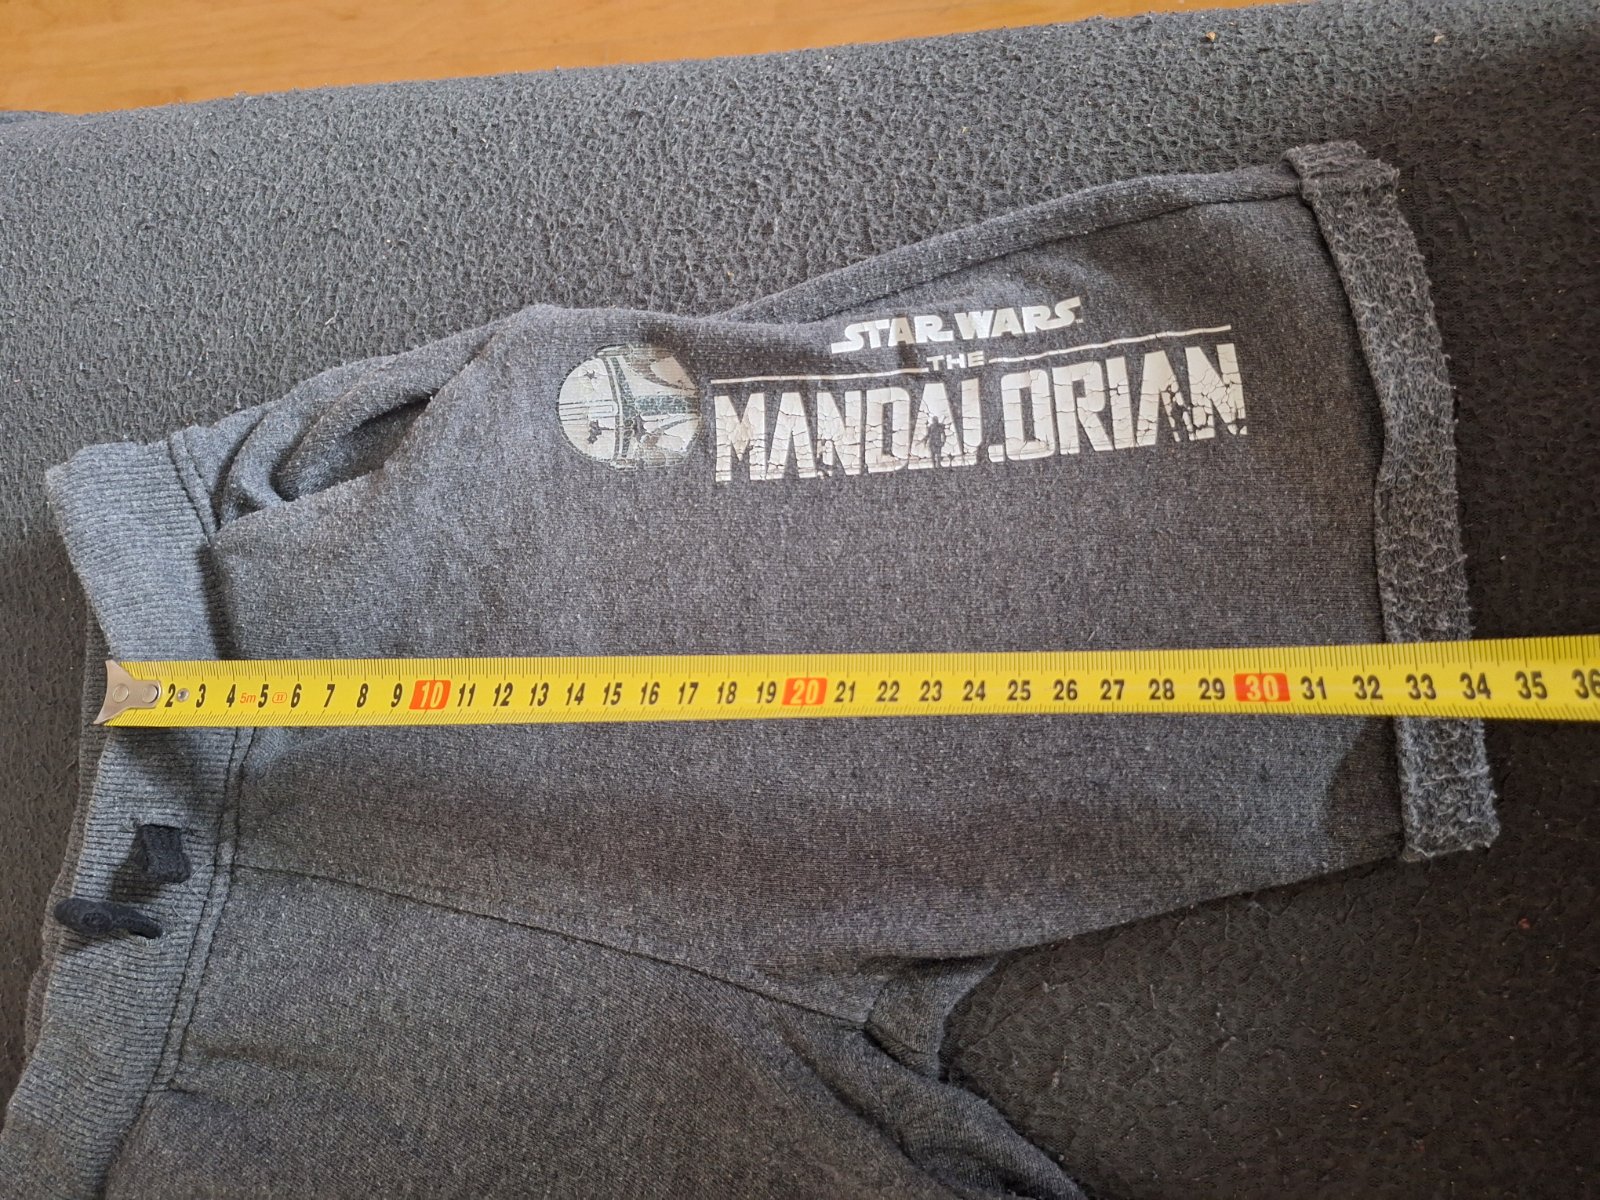 STAR WARS
THE
MANDALORIAN
2 3 4 5m 5 II 6 7 8 9 10 11 12 13 14 15 16 17 18 19 20 21 22 23 24 25 26 27 28 29 30 31 32 33 34 35 36